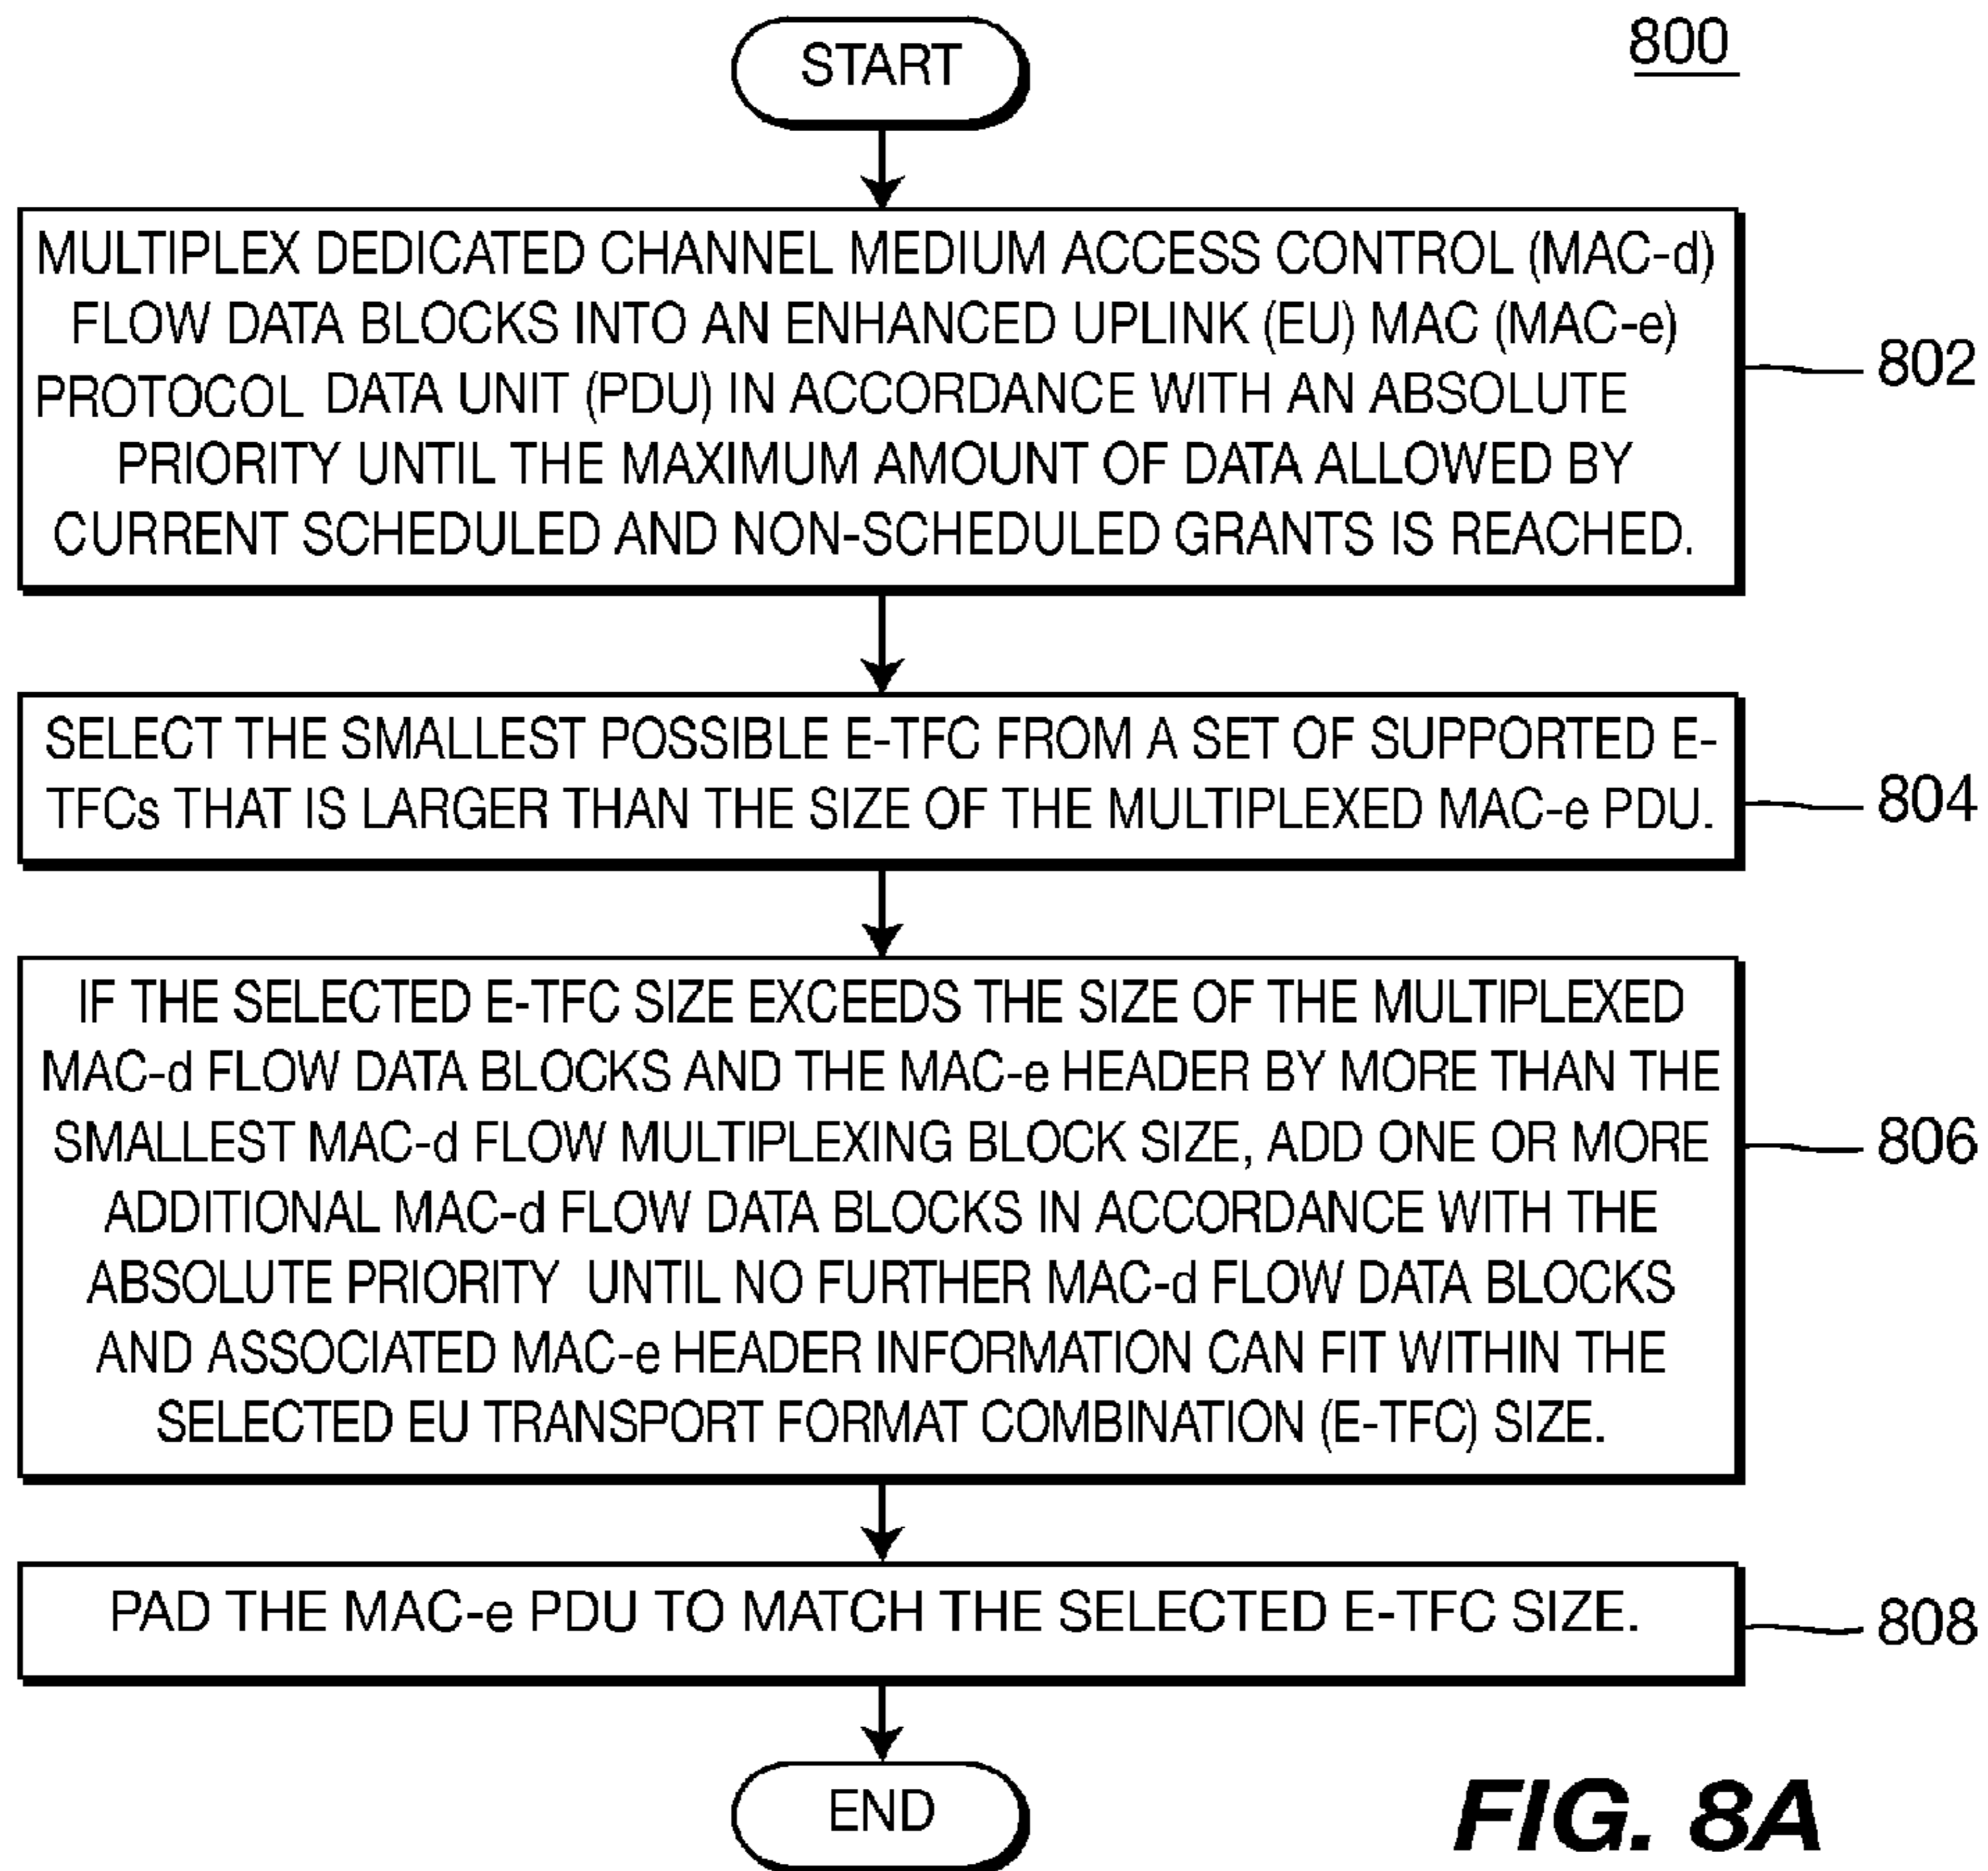 800
START
MULTIPLEX DEDICATED CHANNEL MEDIUM ACCESS CONTROL (MAC-d)
FLOW DATA BLOCKS INTO AN ENHANCED UPLINK (EU) MAC (MAC-e)
PROTOCOL DATA UNIT (PDU) IN ACCORDANCE WITH AN ABSOLUTE
PRIORITY UNTIL THE MAXIMUM AMOUNT OF DATA ALLOWED BY
CURRENT SCHEDULED AND NON-SCHEDULED GRANTS IS REACHED.
802
SELECT THE SMALLEST POSSIBLE E-TFC FROM A SET OF SUPPORTED E-
TFCs THAT IS LARGER THAN THE SIZE OF THE MULTIPLEXED MAC-e PDU.
804
IF THE SELECTED E-TFC SIZE EXCEEDS THE SIZE OF THE MULTIPLEXED
MAC-d FLOW DATA BLOCKS AND THE MAC-e HEADER BY MORE THAN THE
SMALLEST MAC-d FLOW MULTIPLEXING BLOCK SIZE, ADD ONE OR MORE
ADDITIONAL MAC-d FLOW DATA BLOCKS IN ACCORDANCE WITH THE
ABSOLUTE PRIORITY UNTIL NO FURTHER MAC-d FLOW DATA BLOCKS
AND ASSOCIATED MAC-e HEADER INFORMATION CAN FIT WITHIN THE
SELECTED EU TRANSPORT FORMAT COMBINATION (E-TFC) SIZE.
806
PAD THE MAC-e PDU TO MATCH THE SELECTED E-TFC SIZE.
808
END
FIG. 8A